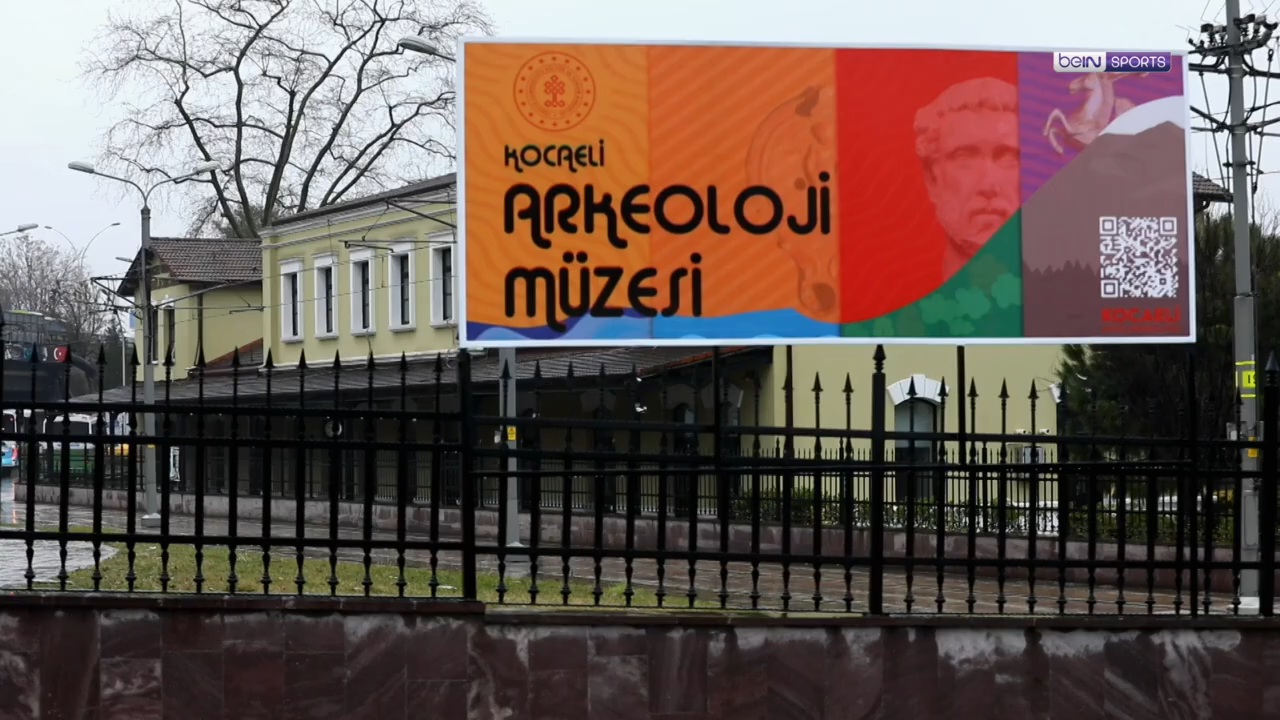 beIN SPORTS
KOCAELİ
ARKEOLOJİ
MÜZESİ
KOCAELİ